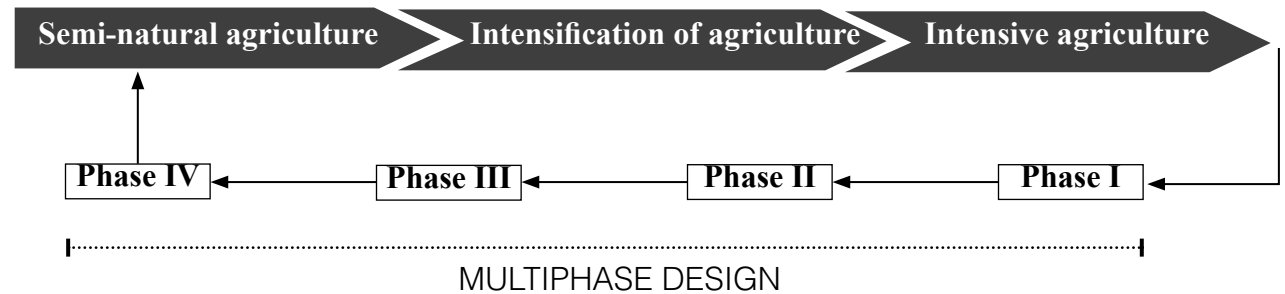 Semi-natural agriculture
Intensification of agriculture
Intensive agriculture
Phase IV
Phase III
Phase II
Phase I
MULTIPHASE DESIGN